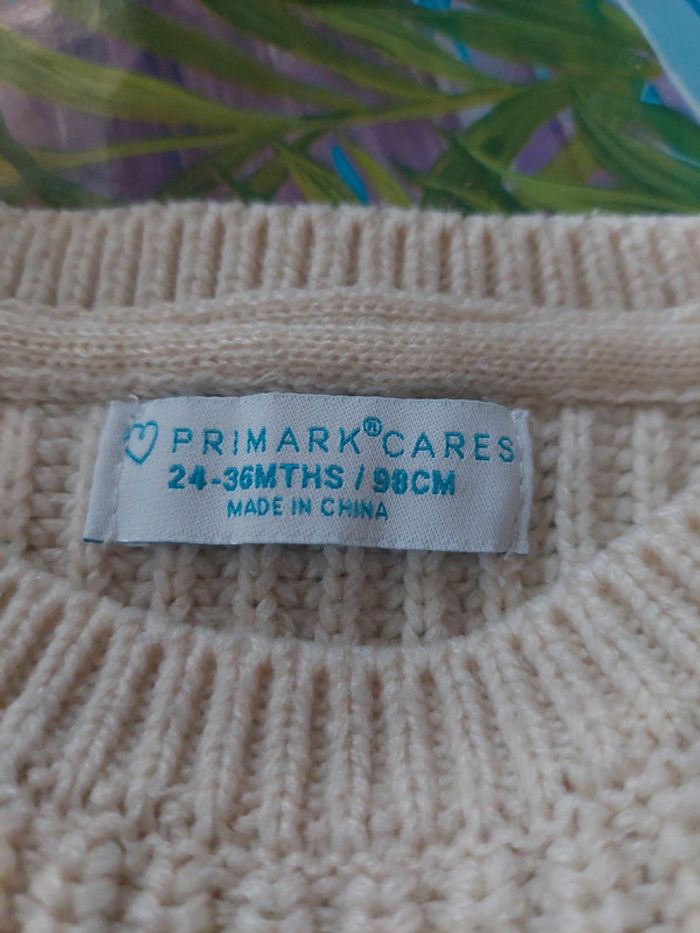 PRIMARK® CARES
24-36MTHS / 98CM
MADE IN CHINA